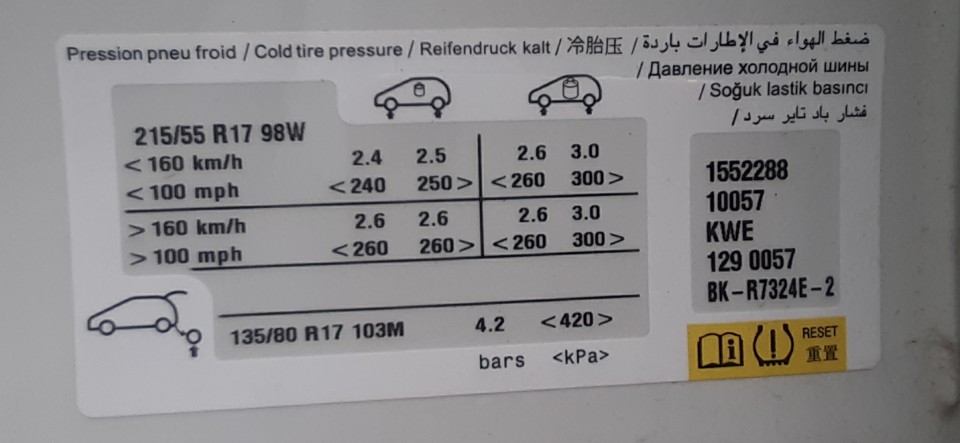 Pression pneu froid / Cold tire pressure / Reifendruck kalt / 冷胎压 / ضغط الهواء في الإطارات باردة
/ Давление холодной шины
/ Soğuk lastik basıncı
/ فشار باد تایر سرد
215/55 R17 98W
< 160 km/h 2.4 2.5 2.6 3.0
< 100 mph <240 250> <260 300>
> 160 km/h 2.6 2.6 2.6 3.0
> 100 mph <260 260> <260 300>
135/80 R17 103M 4.2 <420>
bars <kPa>
1552288
10057
KWE
129 0057
BK-R7324E-2
RESET
重置